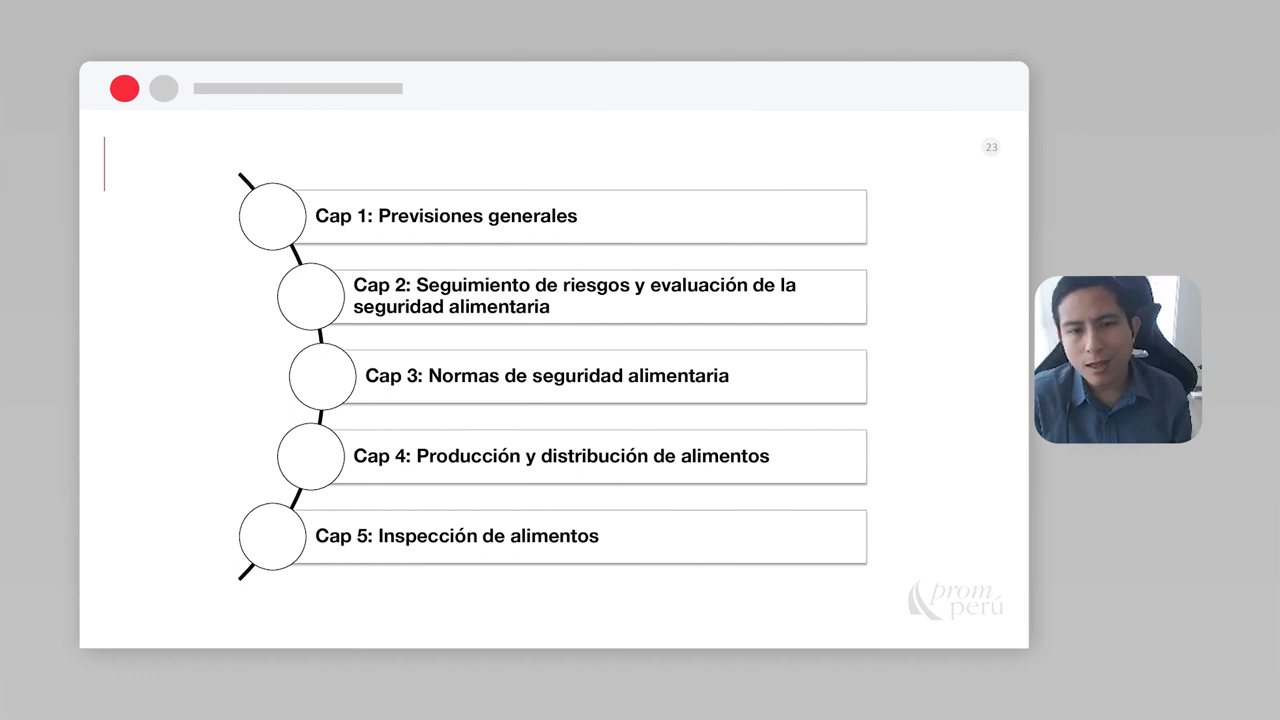 23
Cap 1: Previsiones generales
Cap 2: Seguimiento de riesgos y evaluación de la
seguridad alimentaria
Cap 3: Normas de seguridad alimentaria
Cap 4: Producción y distribución de alimentos
Cap 5: Inspección de alimentos
prom
perú